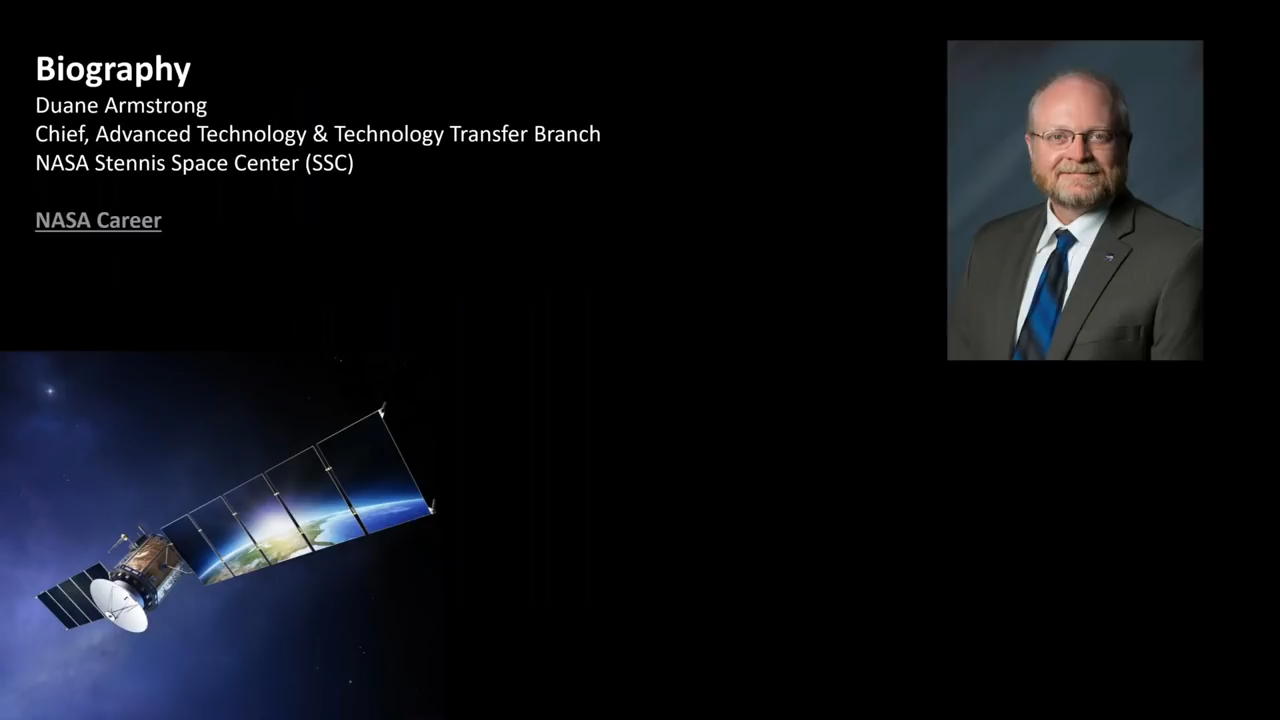 Biography
Duane Armstrong
Chief, Advanced Technology & Technology Transfer Branch
NASA Stennis Space Center (SSC)
NASA Career